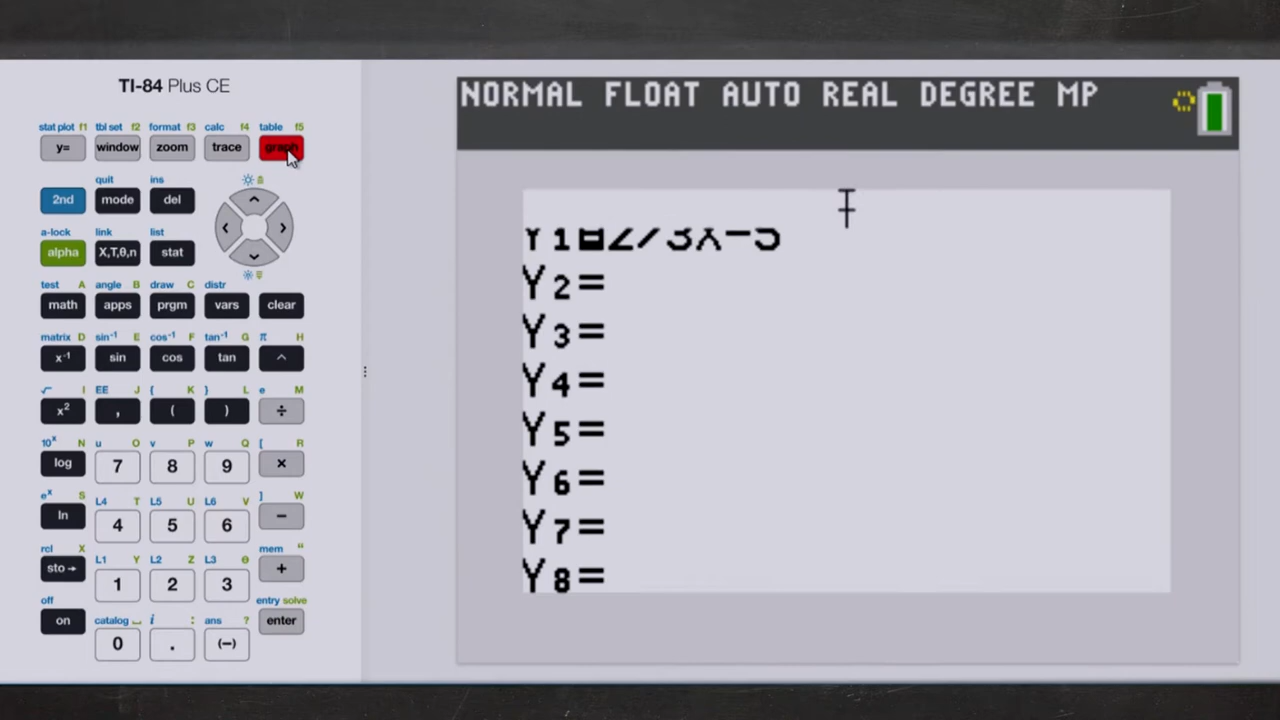 TI-84 Plus CE
NORMAL FLOAT AUTO REAL DEGREE MP
stat plot f1 tbl set f2 format f3 calc f4 table f5
y= window zoom trace graph
quit ins
2nd mode del
a-lock link list
alpha X,T,θ,n stat
test A angle B draw C distr
math apps prgm vars clear
matrix D sin⁻¹ E cos⁻¹ F tan⁻¹ G π H
x⁻¹ sin cos tan ^
√ I EE J { K } L e M
x² , ( ) ÷
10ˣ N u O v P w Q [ R
log 7 8 9 ×
eˣ S L4 T L5 U L6 V ] W
ln 4 5 6 −
rcl X L1 Y L2 Z L3 θ mem "
sto→ 1 2 3 +
off catalog i : ans ? entry solve
on 0 . (−) enter
Y1=2/3X-5
Y2=
Y3=
Y4=
Y5=
Y6=
Y7=
Y8=